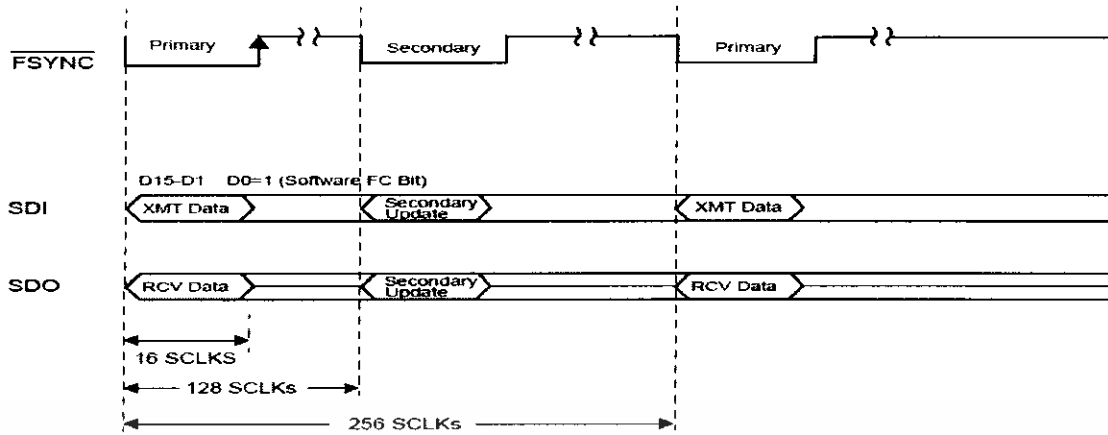 Primary
Secondary
Primary
FSYNC
D15-D1 D0=1 (Software FC Bit)
SDI
XMT Data
Secondary
Update
XMT Data
SDO
RCV Data
Secondary
Update
RCV Data
16 SCLKS
128 SCLKs
256 SCLKs